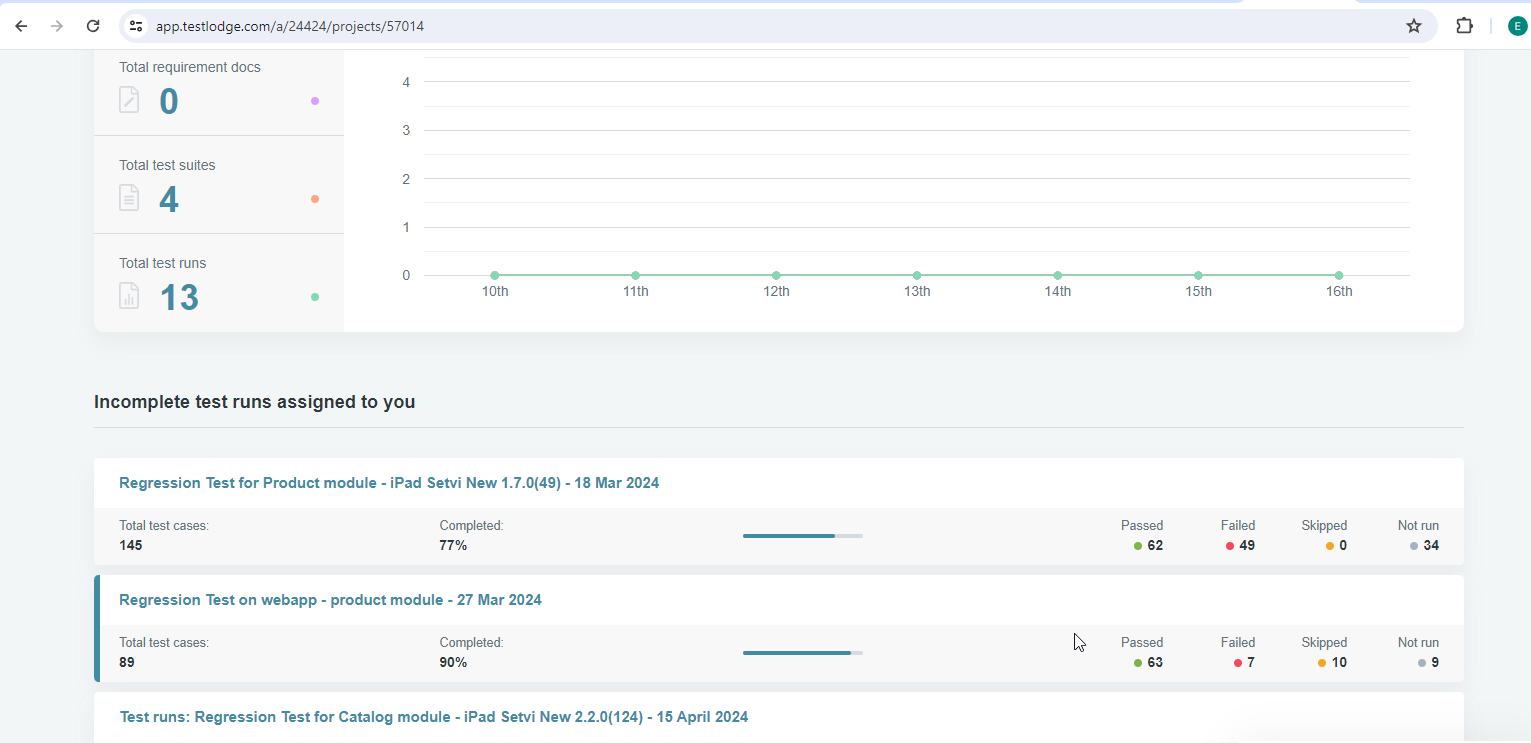 app.testlodge.com/a/24424/projects/57014
E
Total requirement docs
0
Total test suites
4
Total test runs
13
4
3
2
1
0
10th 11th 12th 13th 14th 15th 16th
Incomplete test runs assigned to you
Regression Test for Product module - iPad Setvi New 1.7.0(49) - 18 Mar 2024
Total test cases: Completed: Passed Failed Skipped Not run
145 77% 62 49 0 34
Regression Test on webapp - product module - 27 Mar 2024
Total test cases: Completed: Passed Failed Skipped Not run
89 90% 63 7 10 9
Test runs: Regression Test for Catalog module - iPad Setvi New 2.2.0(124) - 15 April 2024